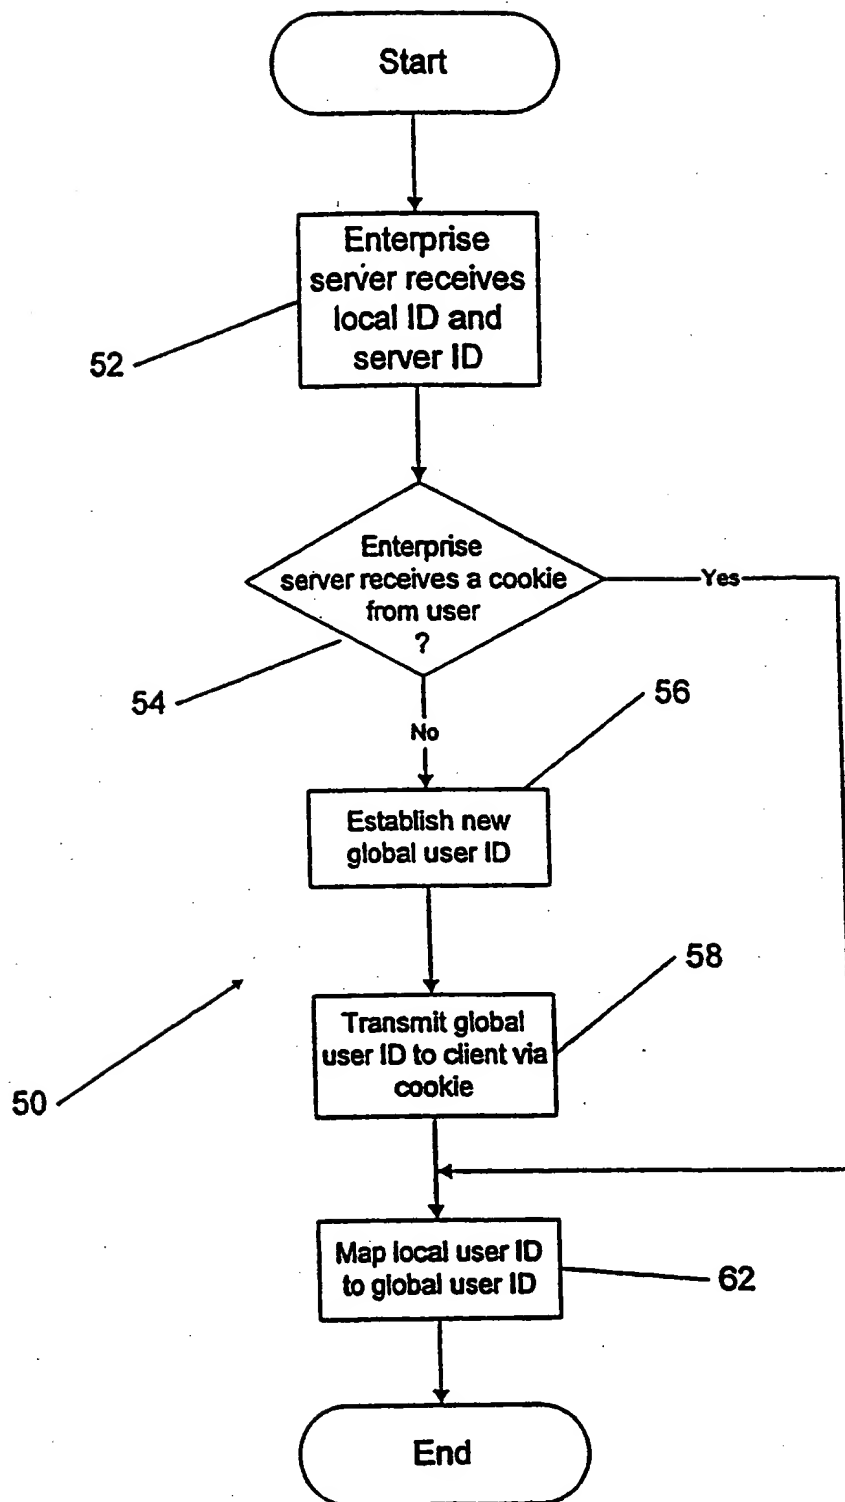 Start
Enterprise
server receives
local ID and
server ID
52
Enterprise
server receives a cookie
from user
?
Yes
54
No
56
Establish new
global user ID
58
Transmit global
user ID to client via
cookie
50
Map local user ID
to global user ID
62
End